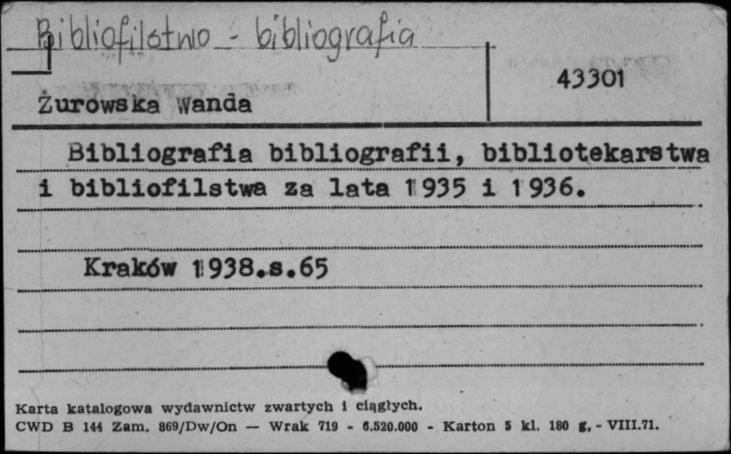 Bibliofilstwo - bibliografia
43301
Żurowska Wanda
Bibliografia bibliografii, bibliotekarstwa
i bibliofilstwa za lata 1935 i 1936.
Kraków 1938.s.65
Karta katalogowa wydawnictw zwartych i ciągłych.
CWD B 144 Zam. 869/Dw/On — Wrak 719 - 6.520.000 - Karton 5 kl. 180 g, - VIII.71.